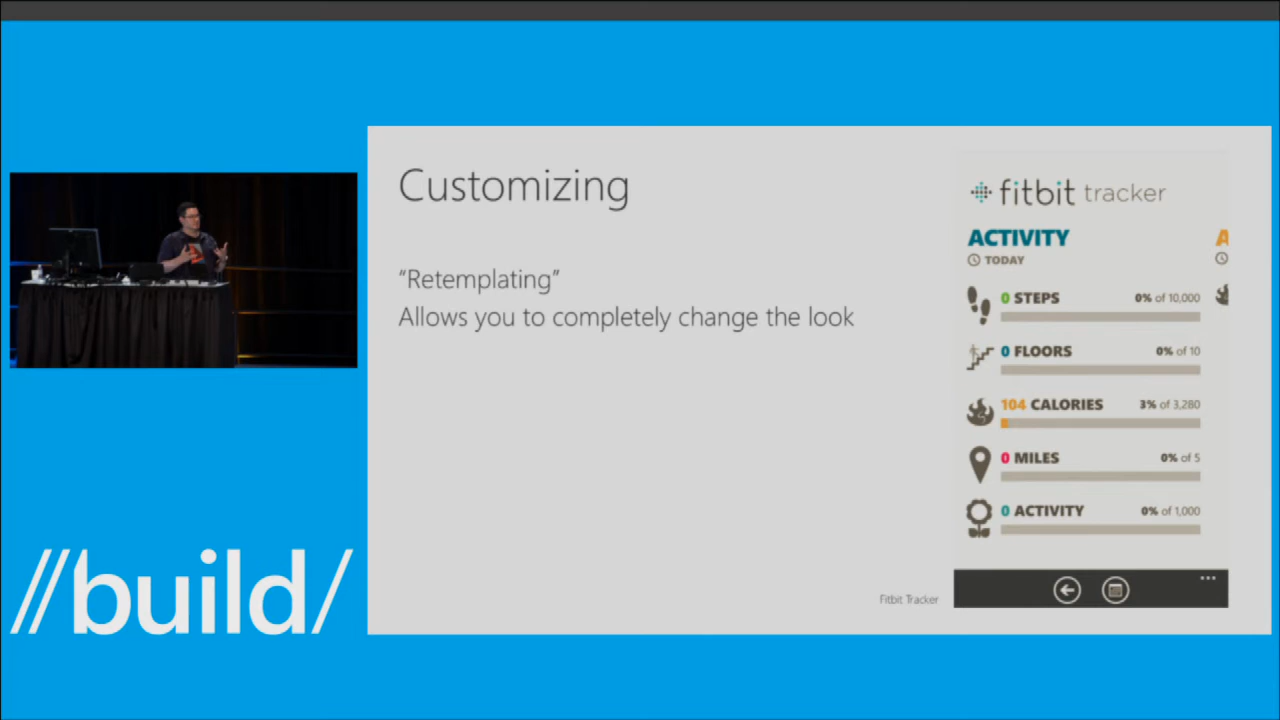 Customizing
"Retemplating"
Allows you to completely change the look
fitbit tracker
ACTIVITY
TODAY
A
0 STEPS 0% of 10,000
0 FLOORS 0% of 10
104 CALORIES 3% of 3,280
0 MILES 0% of 5
0 ACTIVITY 0% of 1,000
Fitbit Tracker
//build/